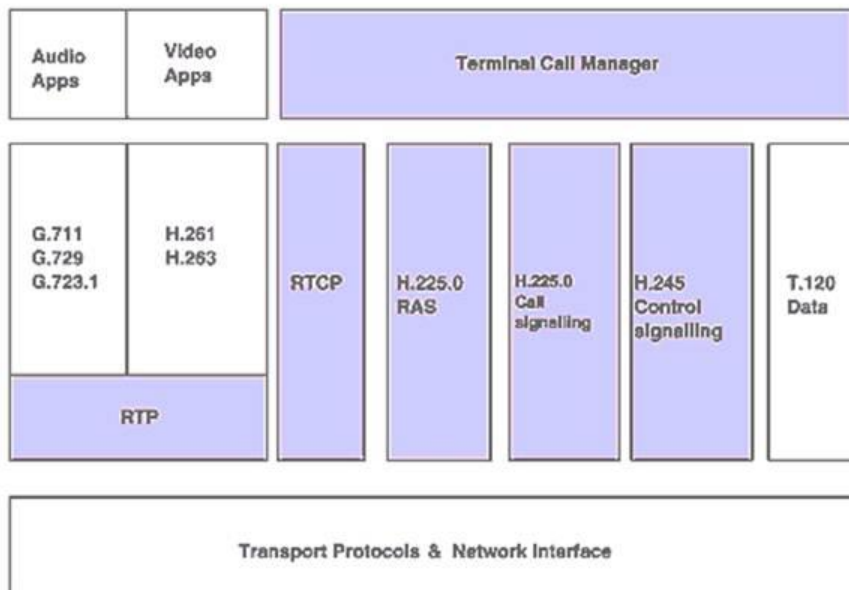 Audio
Apps
Video
Apps
Terminal Call Manager
G.711
G.729
G.723.1
H.261
H.263
RTP
RTCP
H.225.0
RAS
H.225.0
Call
signalling
H.245
Control
signalling
T.120
Data
Transport Protocols & Network Interface